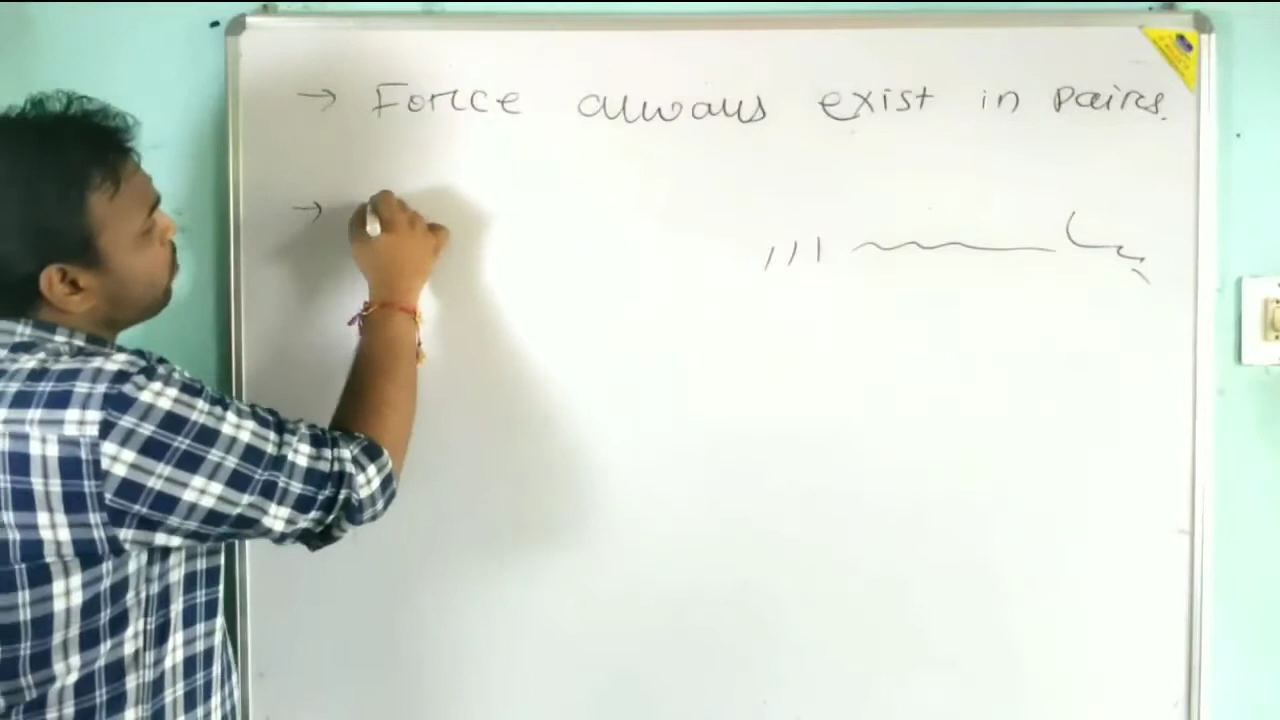 → Force always exist in pairs.
→